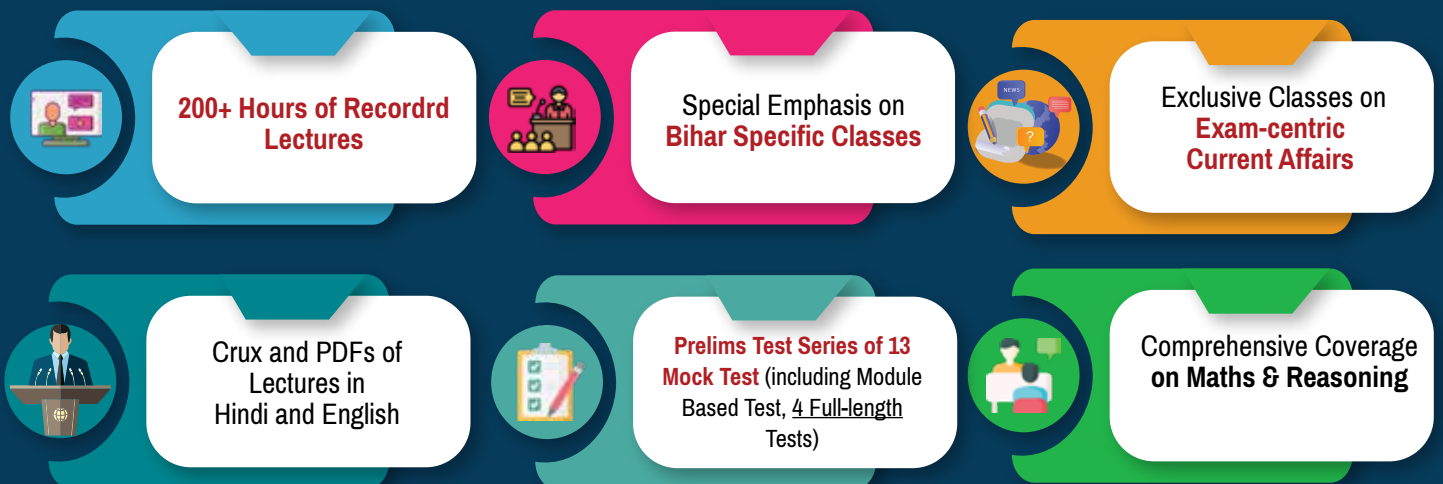 200+ Hours of Recordrd
Lectures
Special Emphasis on
Bihar Specific Classes
NEWS
?
Exclusive Classes on
Exam-centric
Current Affairs
Crux and PDFs of
Lectures in
Hindi and English
Prelims Test Series of 13
Mock Test (including Module
Based Test, 4 Full-length
Tests)
Comprehensive Coverage
on Maths & Reasoning